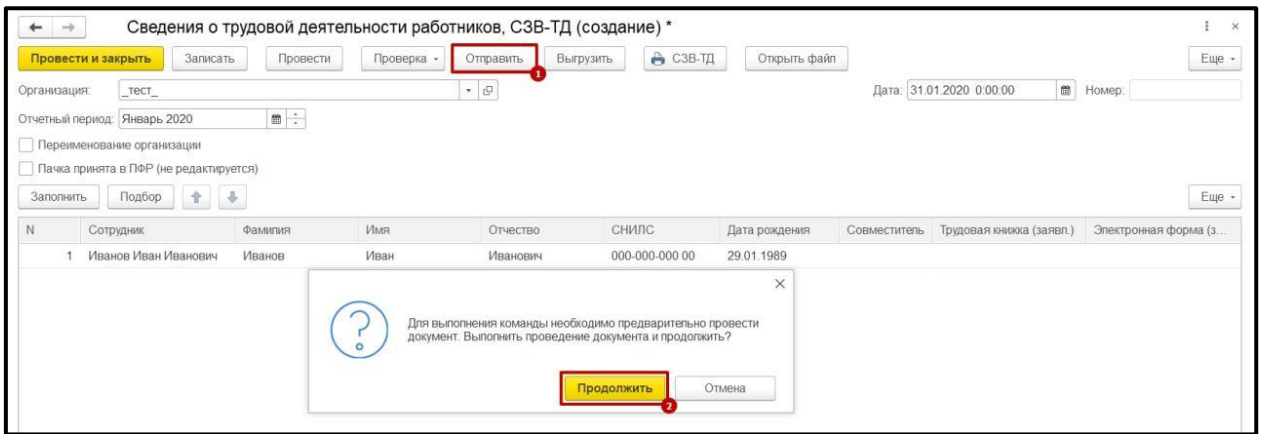 Сведения о трудовой деятельности работников, СЗВ-ТД (создание) *
Провести и закрыть Записать Провести Проверка Отправить Выгрузить СЗВ-ТД Открыть файл Еще
1
Организация: _тест_ Дата: 31.01.2020 0:00:00 Номер:
Отчетный период: Январь 2020
Переименование организации
Пачка принята в ПФР (не редактируется)
Заполнить Подбор Еще
N Сотрудник Фамилия Имя Отчество СНИЛС Дата рождения Совместитель Трудовая книжка (заявл.) Электронная форма (з...
1 Иванов Иван Иванович Иванов Иван Иванович 000-000-000 00 29.01.1989
Для выполнения команды необходимо предварительно провести
документ. Выполнить проведение документа и продолжить?
Продолжить Отмена
2